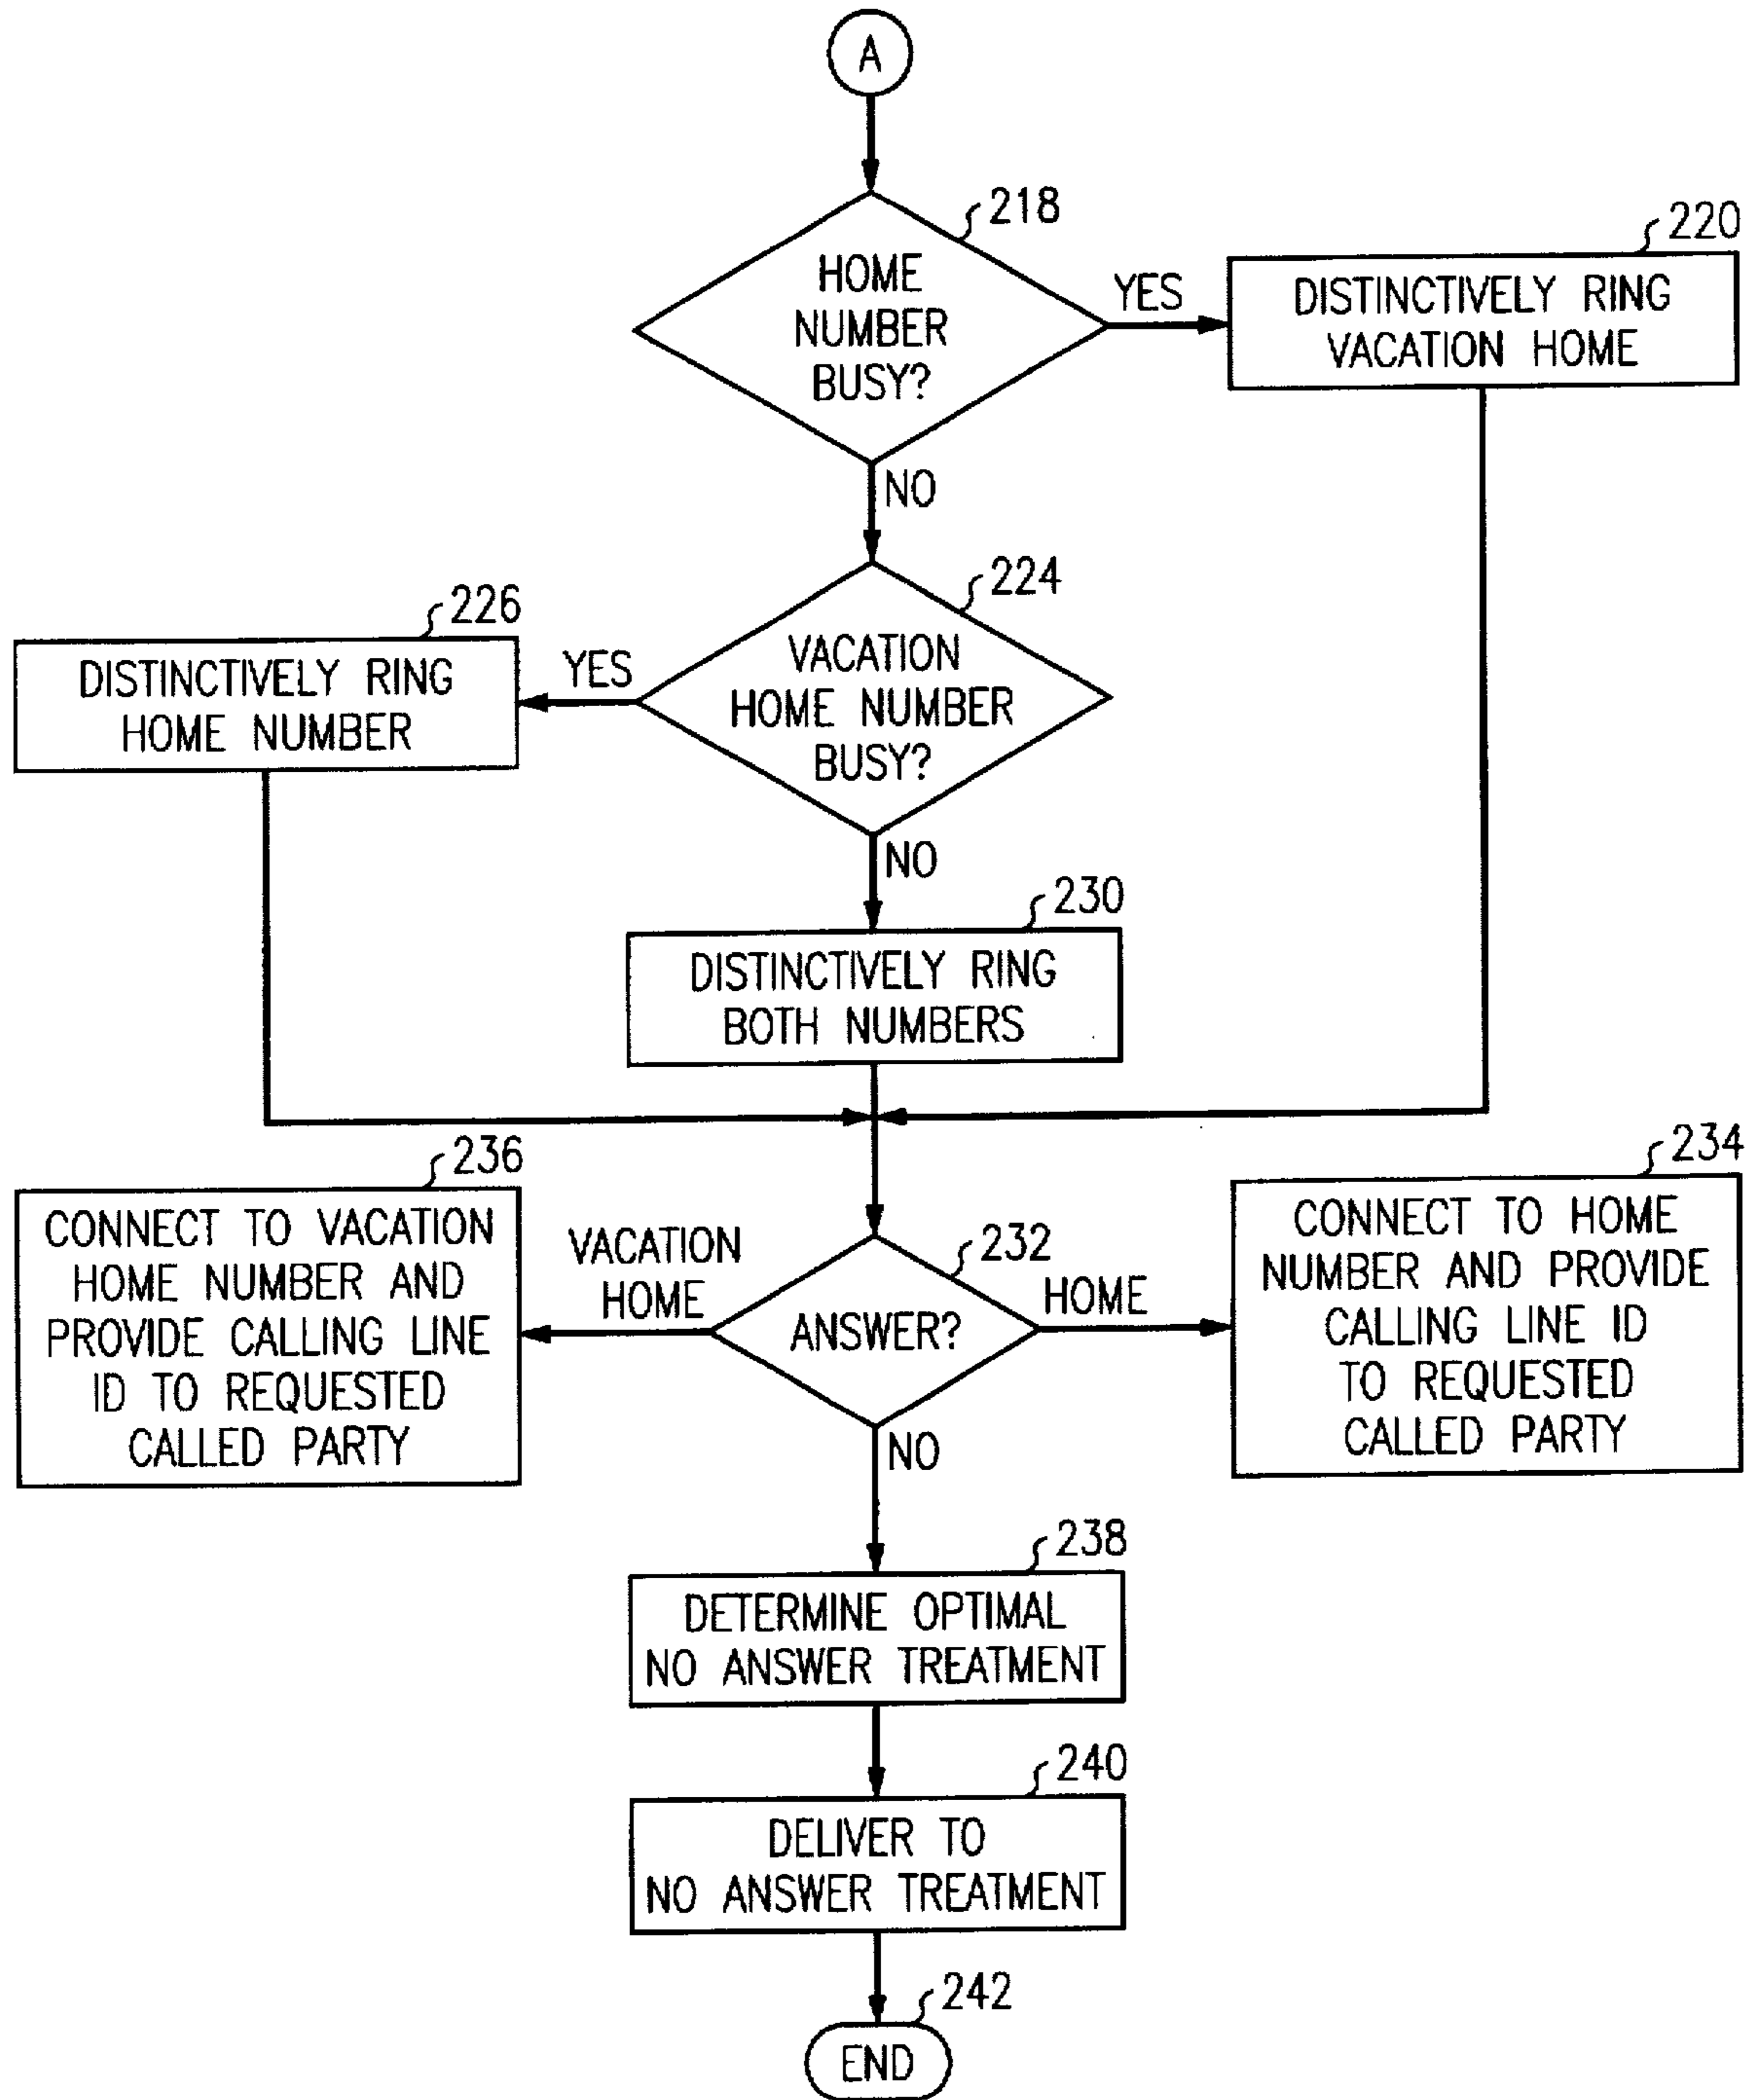 A
218
HOME
NUMBER
BUSY?
YES
220
DISTINCTIVELY RING
VACATION HOME
NO
224
VACATION
HOME NUMBER
BUSY?
YES
226
DISTINCTIVELY RING
HOME NUMBER
NO
230
DISTINCTIVELY RING
BOTH NUMBERS
236
CONNECT TO VACATION
HOME NUMBER AND
PROVIDE CALLING LINE
ID TO REQUESTED
CALLED PARTY
VACATION
HOME
232
ANSWER?
HOME
234
CONNECT TO HOME
NUMBER AND PROVIDE
CALLING LINE ID
TO REQUESTED
CALLED PARTY
NO
238
DETERMINE OPTIMAL
NO ANSWER TREATMENT
240
DELIVER TO
NO ANSWER TREATMENT
242
END